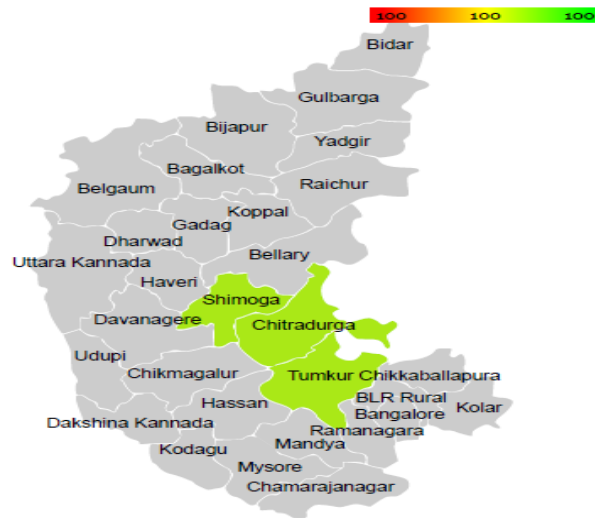 100 100 100
Bidar
Gulbarga
Bijapur
Yadgir
Bagalkot
Raichur
Belgaum
Koppal
Gadag
Dharwad
Bellary
Uttara Kannada
Haveri
Shimoga
Davanagere
Chitradurga
Udupi
Chikmagalur
Tumkur
Chikkaballapura
Hassan
BLR Rural
Bangalore
Kolar
Dakshina Kannada
Ramanagara
Mandya
Kodagu
Mysore
Chamarajanagar